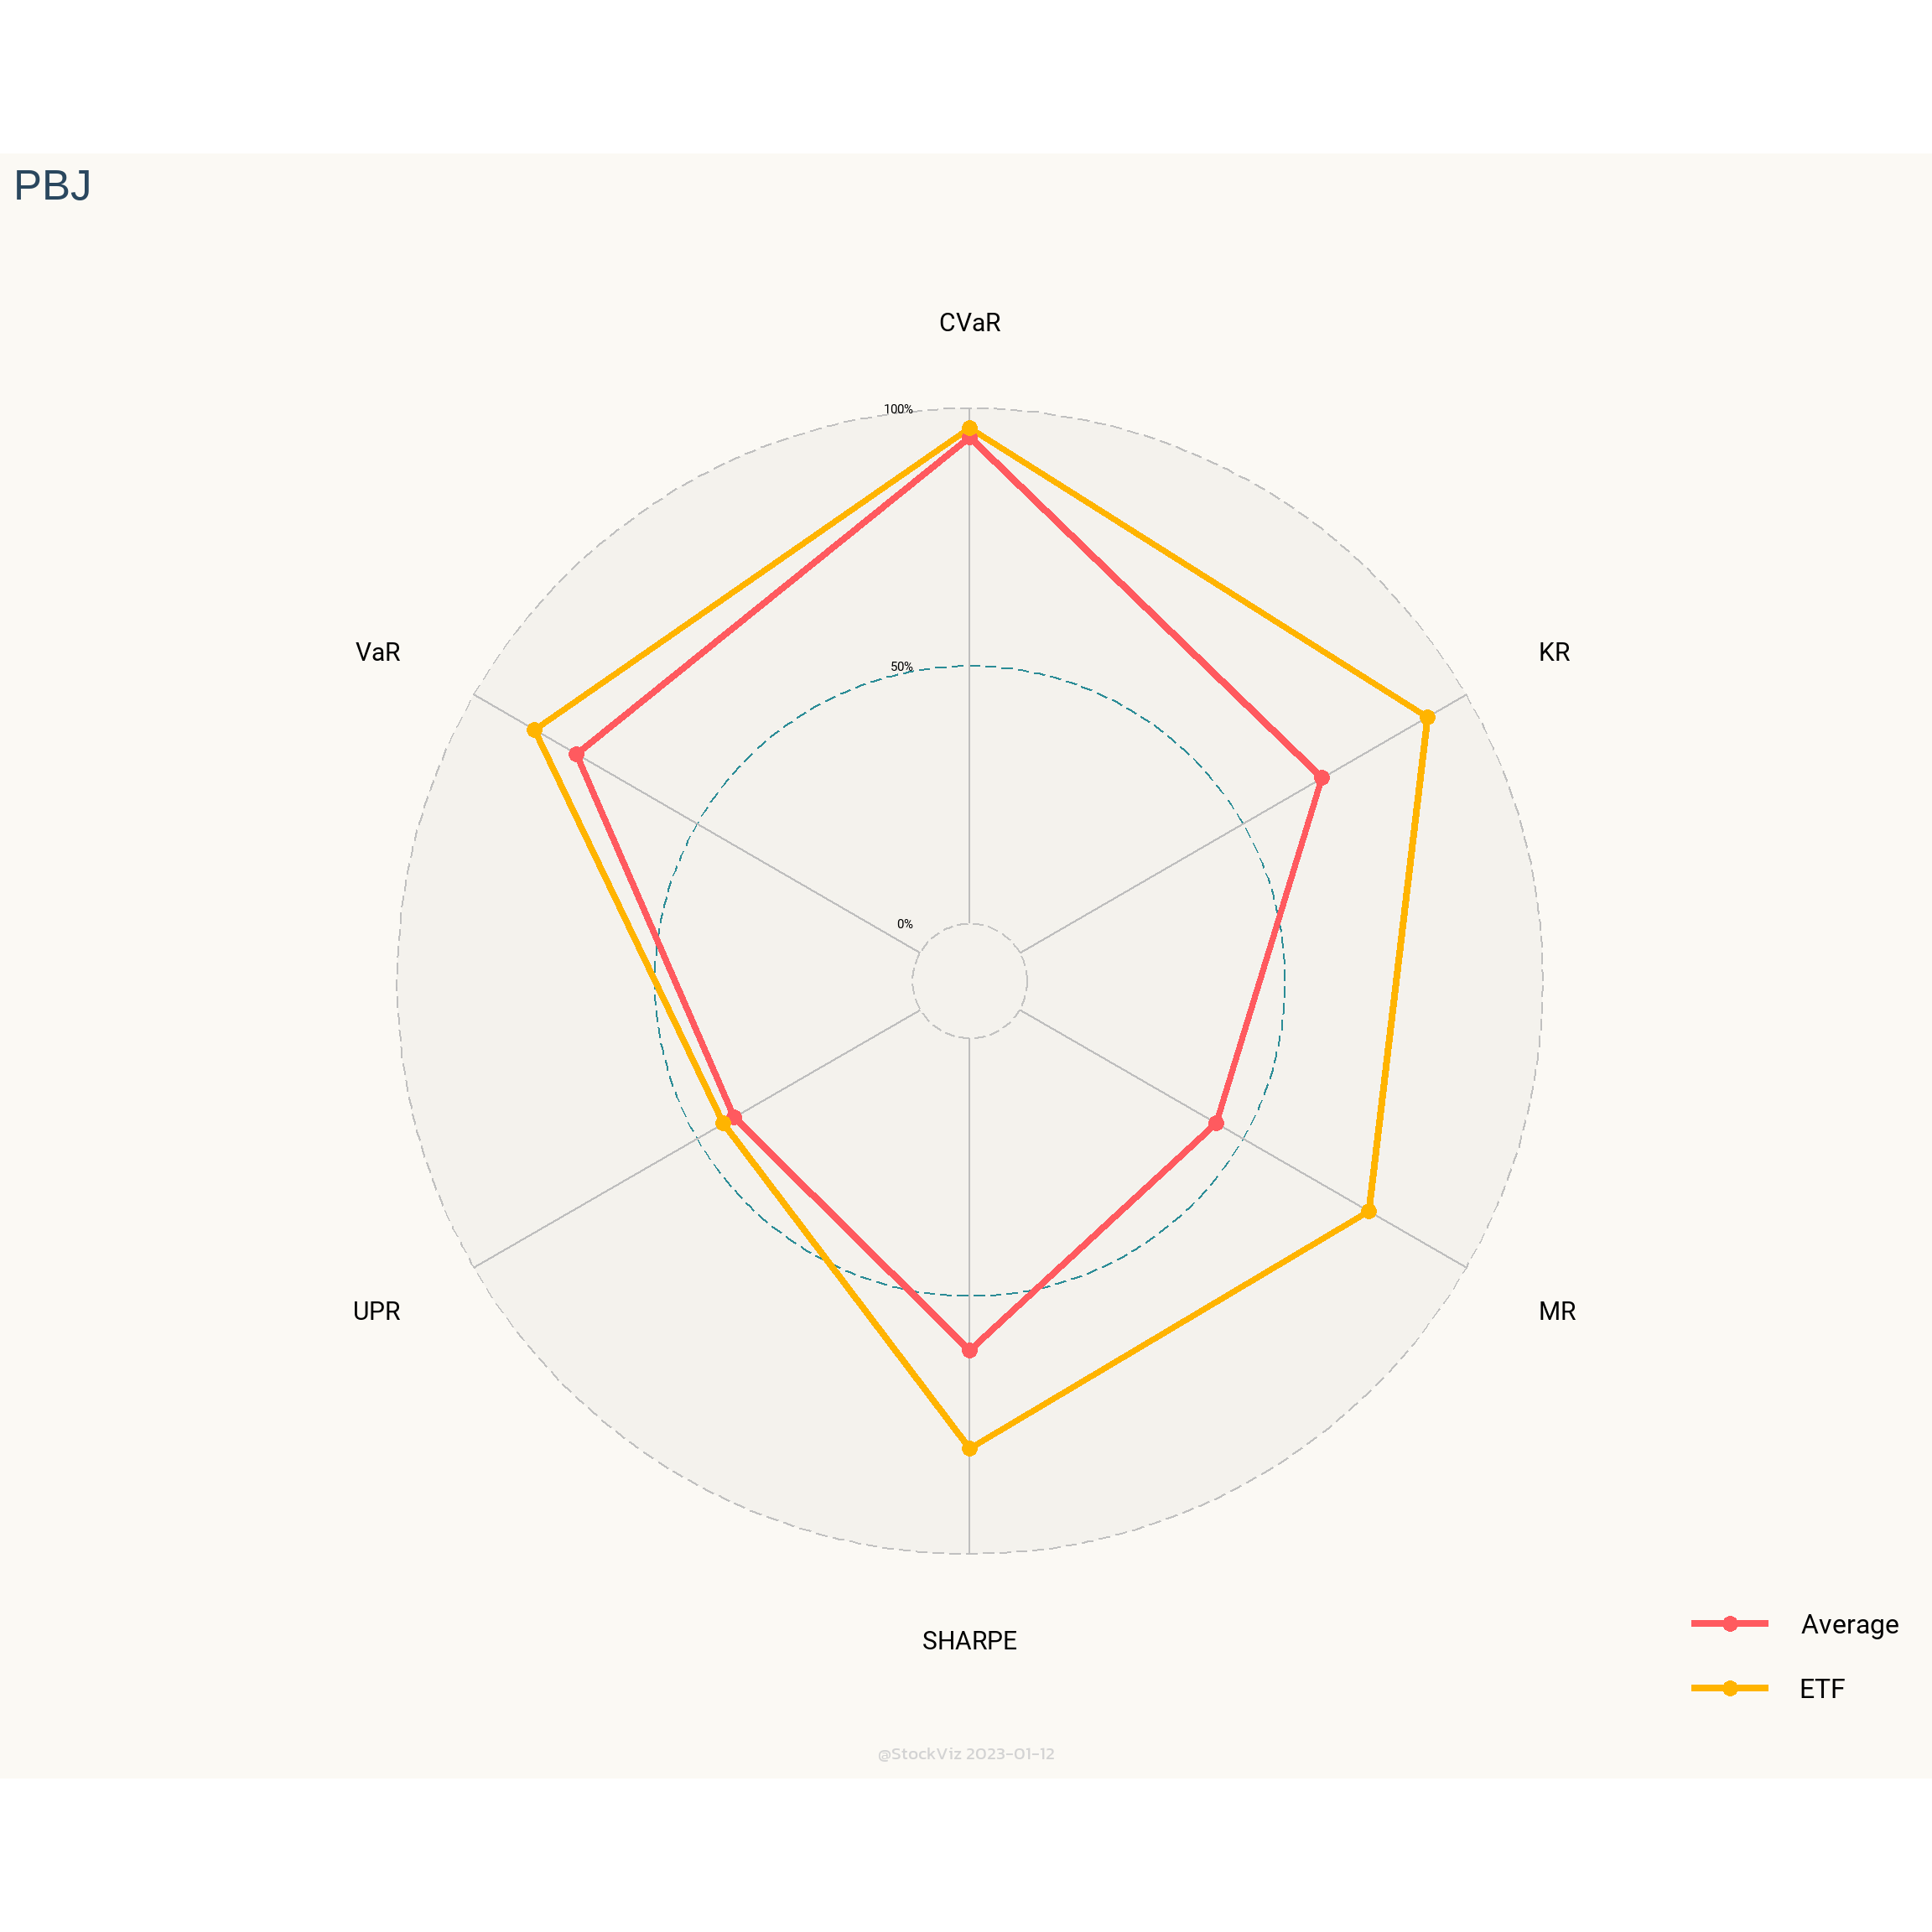 PBJ
CVaR
100%
KR
VaR
50%
0%
UPR
MR
SHARPE
Average
ETF
@StockViz 2023-01-12